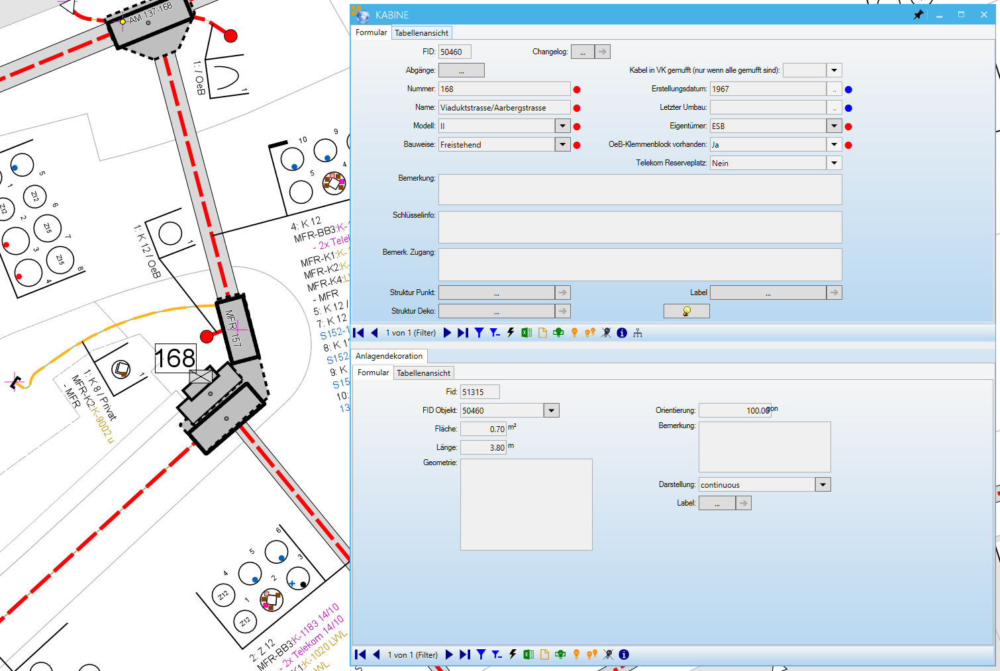 AM 137-168
1: / OeB
1
10
9
4
5
5
6
7
8
1
2
3
4
Z12
Z12
Z15
Z15
1: K 12 / OeB
1
4: K 12
MFR-BB3:K-
- 2x Tele
MFR-K1:K-
MFR-K2:K-
MFR-K4:L
- MFR
5: K 12 /
7: K 12
S152-1
8: K 1
S152-
9: K
S15
10:
13
MFR 157
168
1: K 8 / Privat
MFR-K2:K-9002 u
- MFR
1
6
5
4
3
2
1
Z12
Z12
2: Z 12
MFR-BB3:K-1183 14/10
- 2x Telekom 14/10
K1:K-1020 LWL
WL
KABINE
Formular
Tabellenansicht
FID:
50460
Changelog:
...
Abgänge:
...
Kabel in VK gemufft (nur wenn alle gemufft sind):
Nummer:
168
Erstellungsdatum:
1967
..
Name:
Viaduktstrasse/Aarbergstrasse
Letzter Umbau:
..
Modell:
II
Eigentümer:
ESB
Bauweise:
Freistehend
OeB-Klemmenblock vorhanden:
Ja
Telekom Reserveplatz:
Nein
Bemerkung:
Schlüsselinfo:
Bemerk. Zugang:
Struktur Punkt:
...
Label
...
Struktur Deko:
...
1 von 1 (Filter)
Anlagendekoration
Formular
Tabellenansicht
Fid:
51315
FID Objekt:
50460
Orientierung:
100.00
gon
Fläche:
0.70
m²
Bemerkung:
Länge:
3.80
m
Geometrie:
Darstellung:
continuous
Label:
...
1 von 1 (Filter)